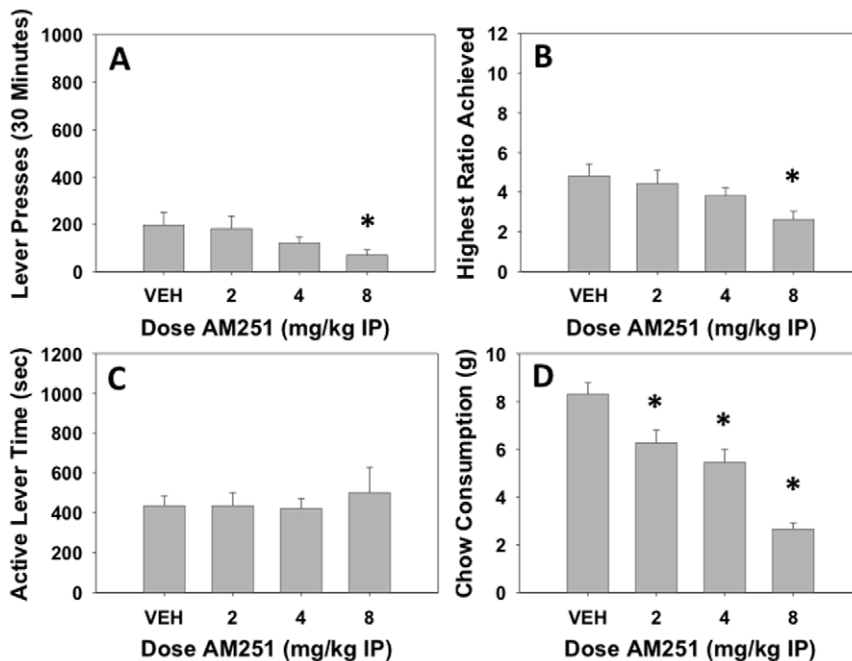 A
Lever Presses (30 Minutes)
1000
800
600
400
200
0
*
VEH 2 4 8
Dose AM251 (mg/kg IP)
B
Highest Ratio Achieved
12
10
8
6
4
2
0
*
VEH 2 4 8
Dose AM251 (mg/kg IP)
C
Active Lever Time (sec)
1200
1000
800
600
400
200
0
VEH 2 4 8
Dose AM251 (mg/kg IP)
D
Chow Consumption (g)
10
8
6
4
2
0
* * *
VEH 2 4 8
Dose AM251 (mg/kg IP)